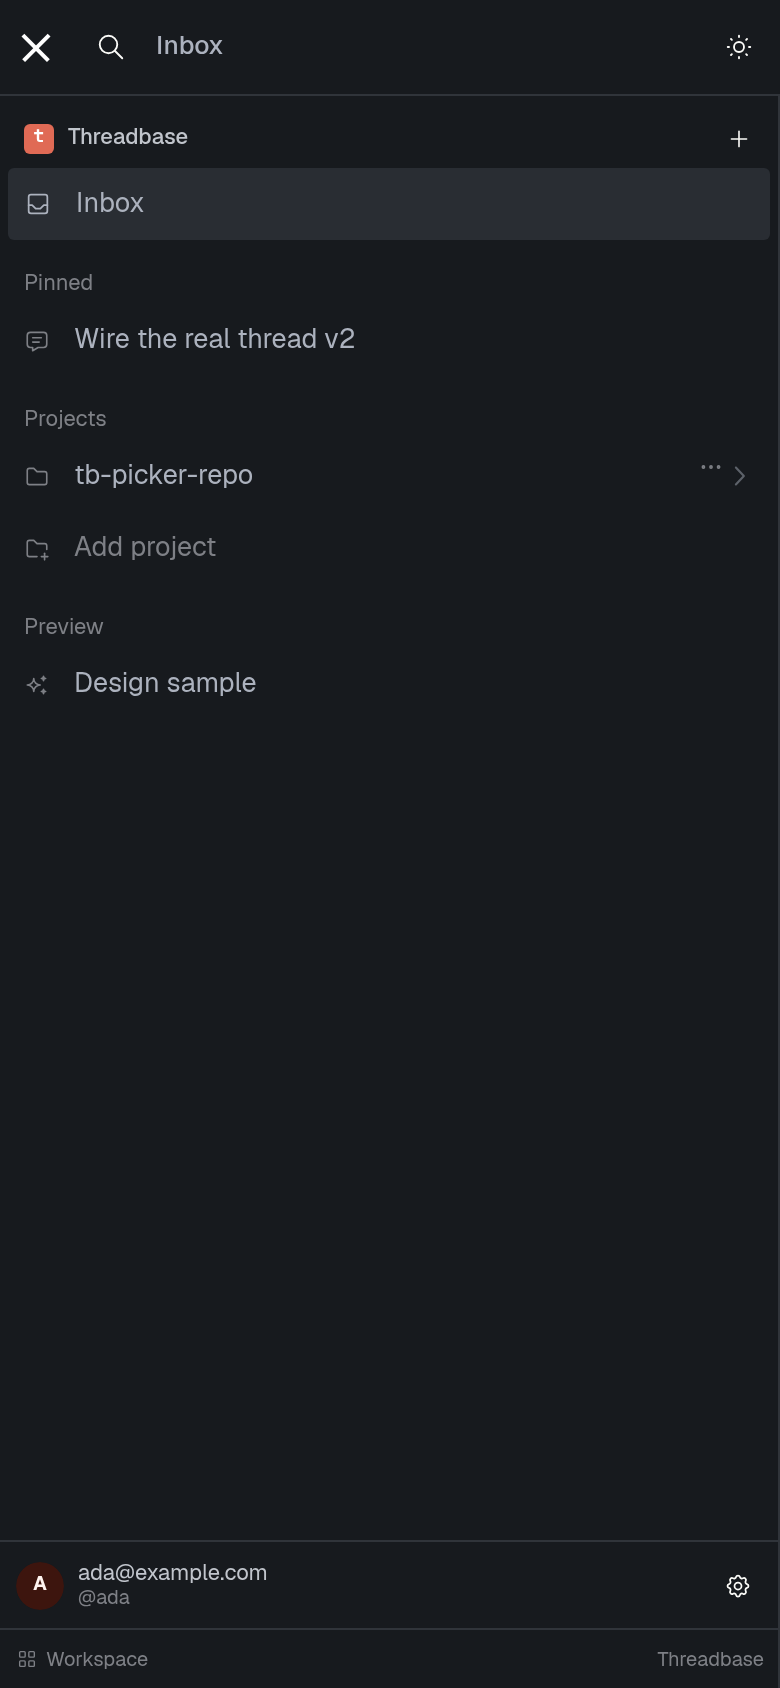 Inbox
t Threadbase
Inbox
Pinned
Wire the real thread v2
Projects
tb-picker-repo
Add project
Preview
Design sample
A ada@example.com
@ada
Workspace Threadbase